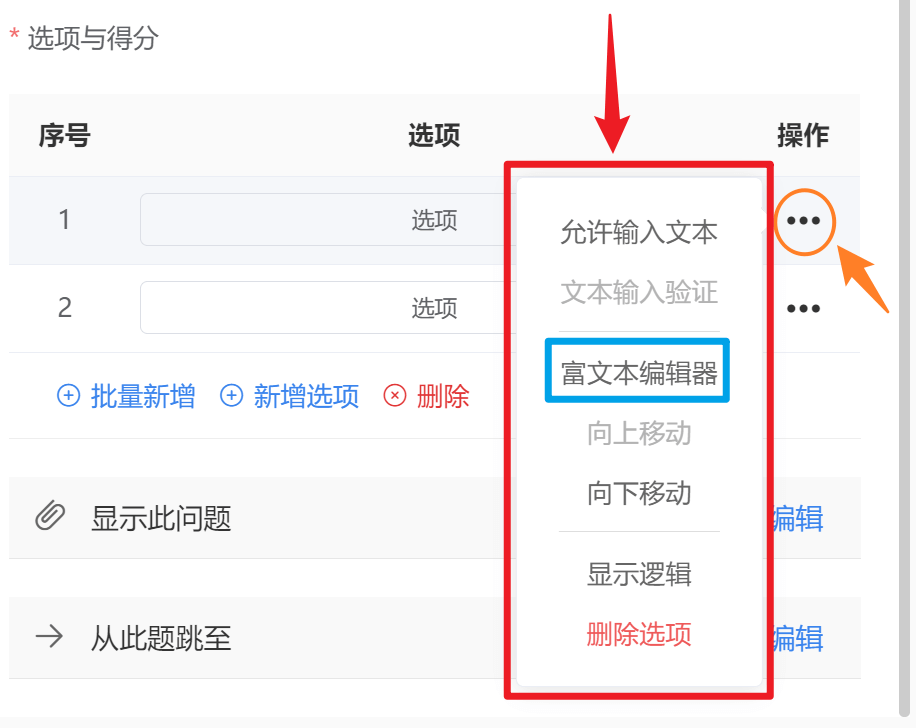 * 选项与得分
序号 选项 操作
1 选项 •••
2 选项 •••
允许输入文本
文本输入验证
富文本编辑器
向上移动
向下移动
显示逻辑
删除选项
批量新增 新增选项 删除
显示此问题 编辑
从此题跳至 编辑